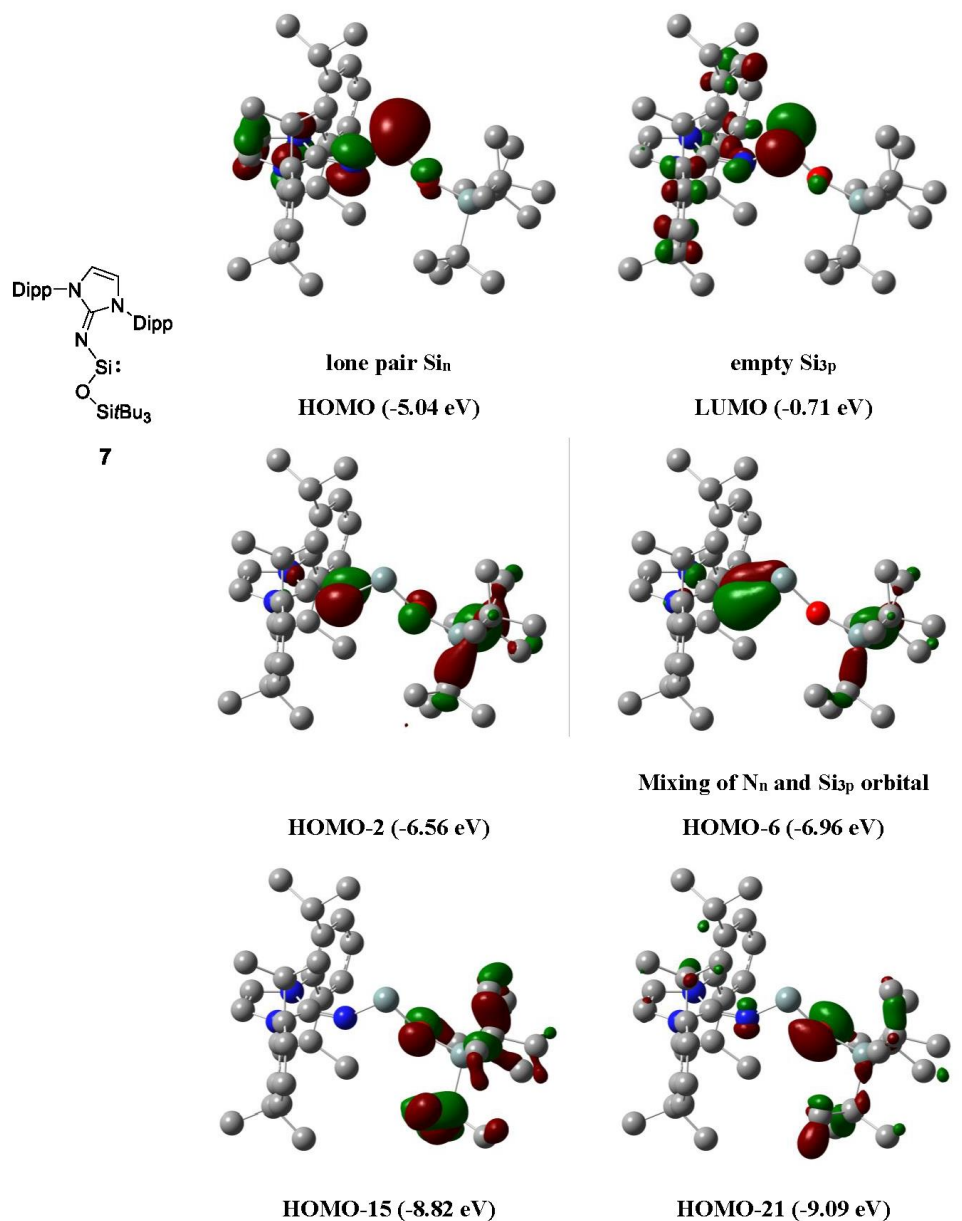 Dipp
N
N
Dipp
N
Si:
O
SitBu3
7
lone pair Sin
HOMO (-5.04 eV)
empty Si3p
LUMO (-0.71 eV)
HOMO-2 (-6.56 eV)
Mixing of Nn and Si3p orbital
HOMO-6 (-6.96 eV)
HOMO-15 (-8.82 eV)
HOMO-21 (-9.09 eV)